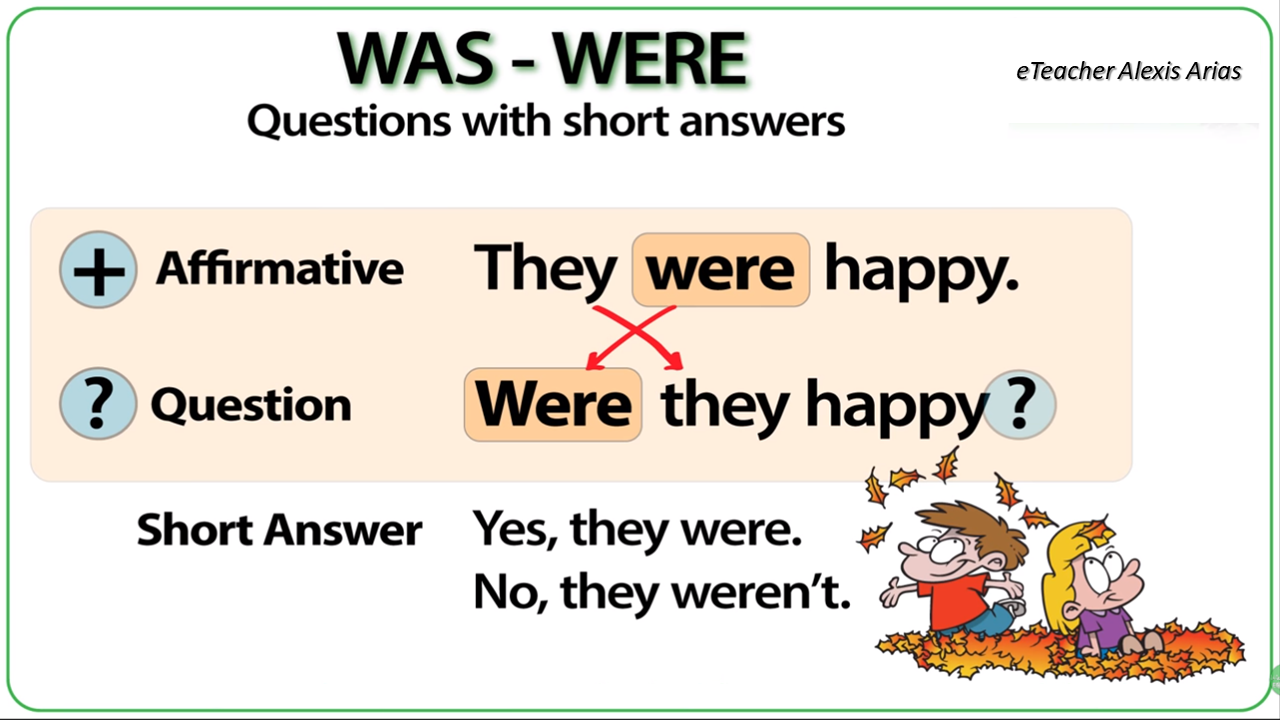 WAS - WERE
eTeacher Alexis Arias
Questions with short answers
+ Affirmative They were happy.
? Question Were they happy?
Short Answer Yes, they were.
No, they weren’t.